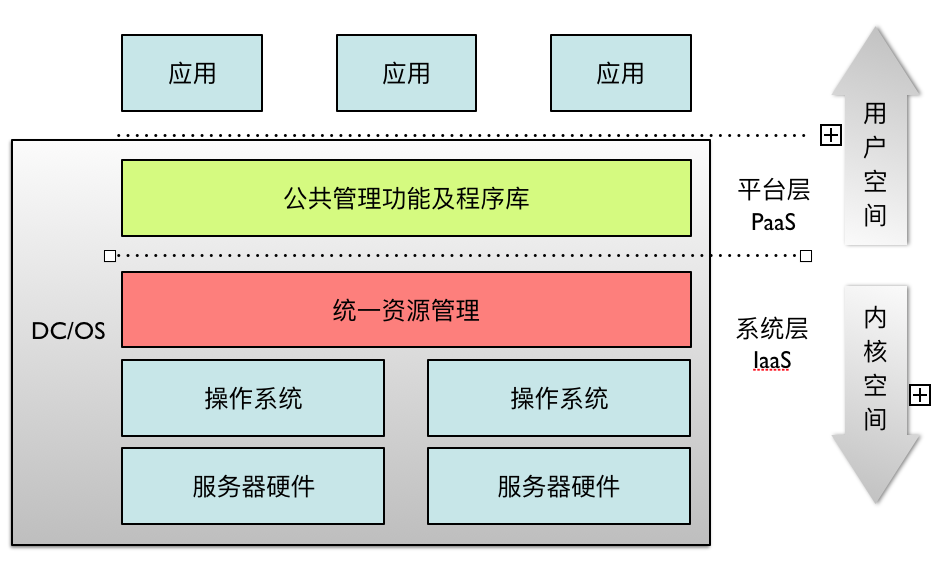 应用
应用
应用
公共管理功能及程序库
平台层
PaaS
用户空间
DC/OS
统一资源管理
系统层
IaaS
内核空间
操作系统
操作系统
服务器硬件
服务器硬件